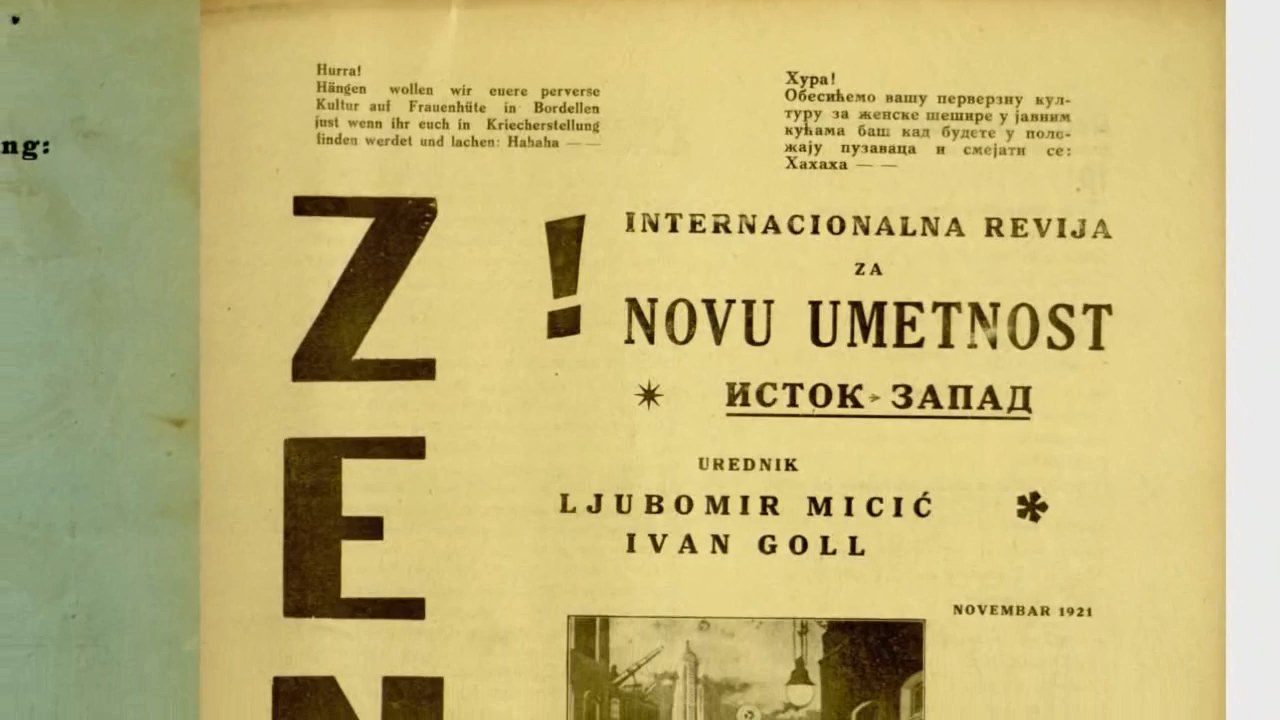 ng:
Hurra!
Hängen wollen wir euere perverse
Kultur auf Frauenhüte in Bordellen
just wenn ihr euch in Kriecherstellung
finden werdet und lachen: Hahaha — —
Хура!
Обесићемо вашу перверзну кул-
туру за женске шешире у јавним
кућама баш кад будете у поло-
жају пузаваца и смејати се:
Хахаха — —
Z
E
N
!
INTERNACIONALNA REVIJA
ZA
NOVU UMETNOST
ИСТОК-ЗАПАД
UREDNIK
LJUBOMIR MICIĆ
IVAN GOLL
NOVEMBAR 1921